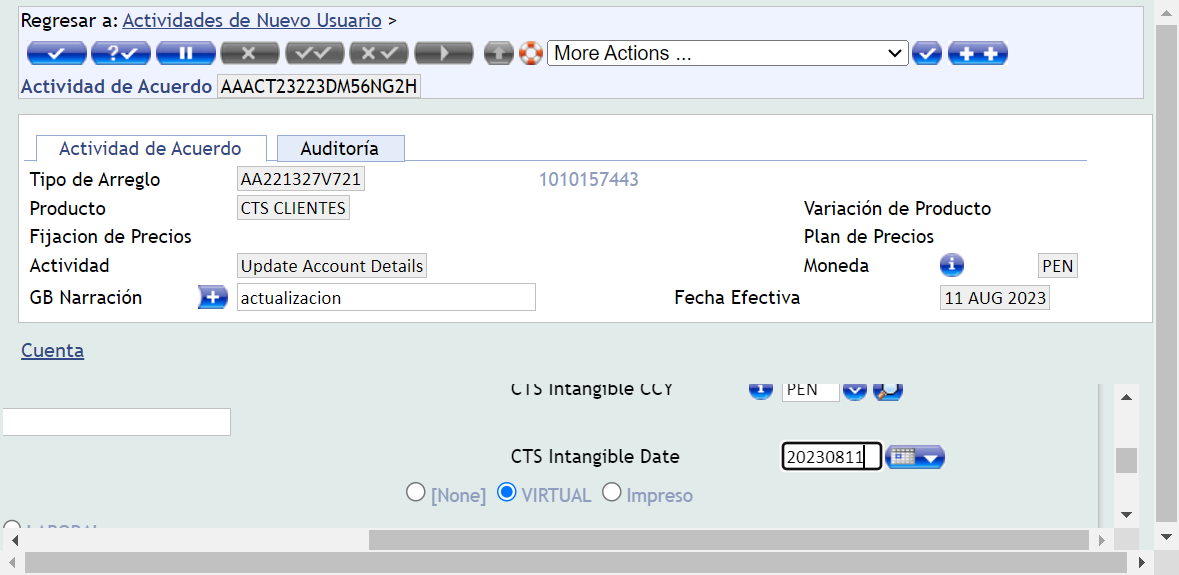 Regresar a: Actividades de Nuevo Usuario >
More Actions ...
Actividad de Acuerdo AAACT23223DM56NG2H
Actividad de Acuerdo Auditoría
Tipo de Arreglo AA221327V721 1010157443
Producto CTS CLIENTES Variación de Producto
Fijacion de Precios Plan de Precios
Actividad Update Account Details Moneda PEN
GB Narración actualizacion Fecha Efectiva 11 AUG 2023
Cuenta
CTS Intangible CCY PEN
CTS Intangible Date 20230811
[None] VIRTUAL Impreso
LABORAL